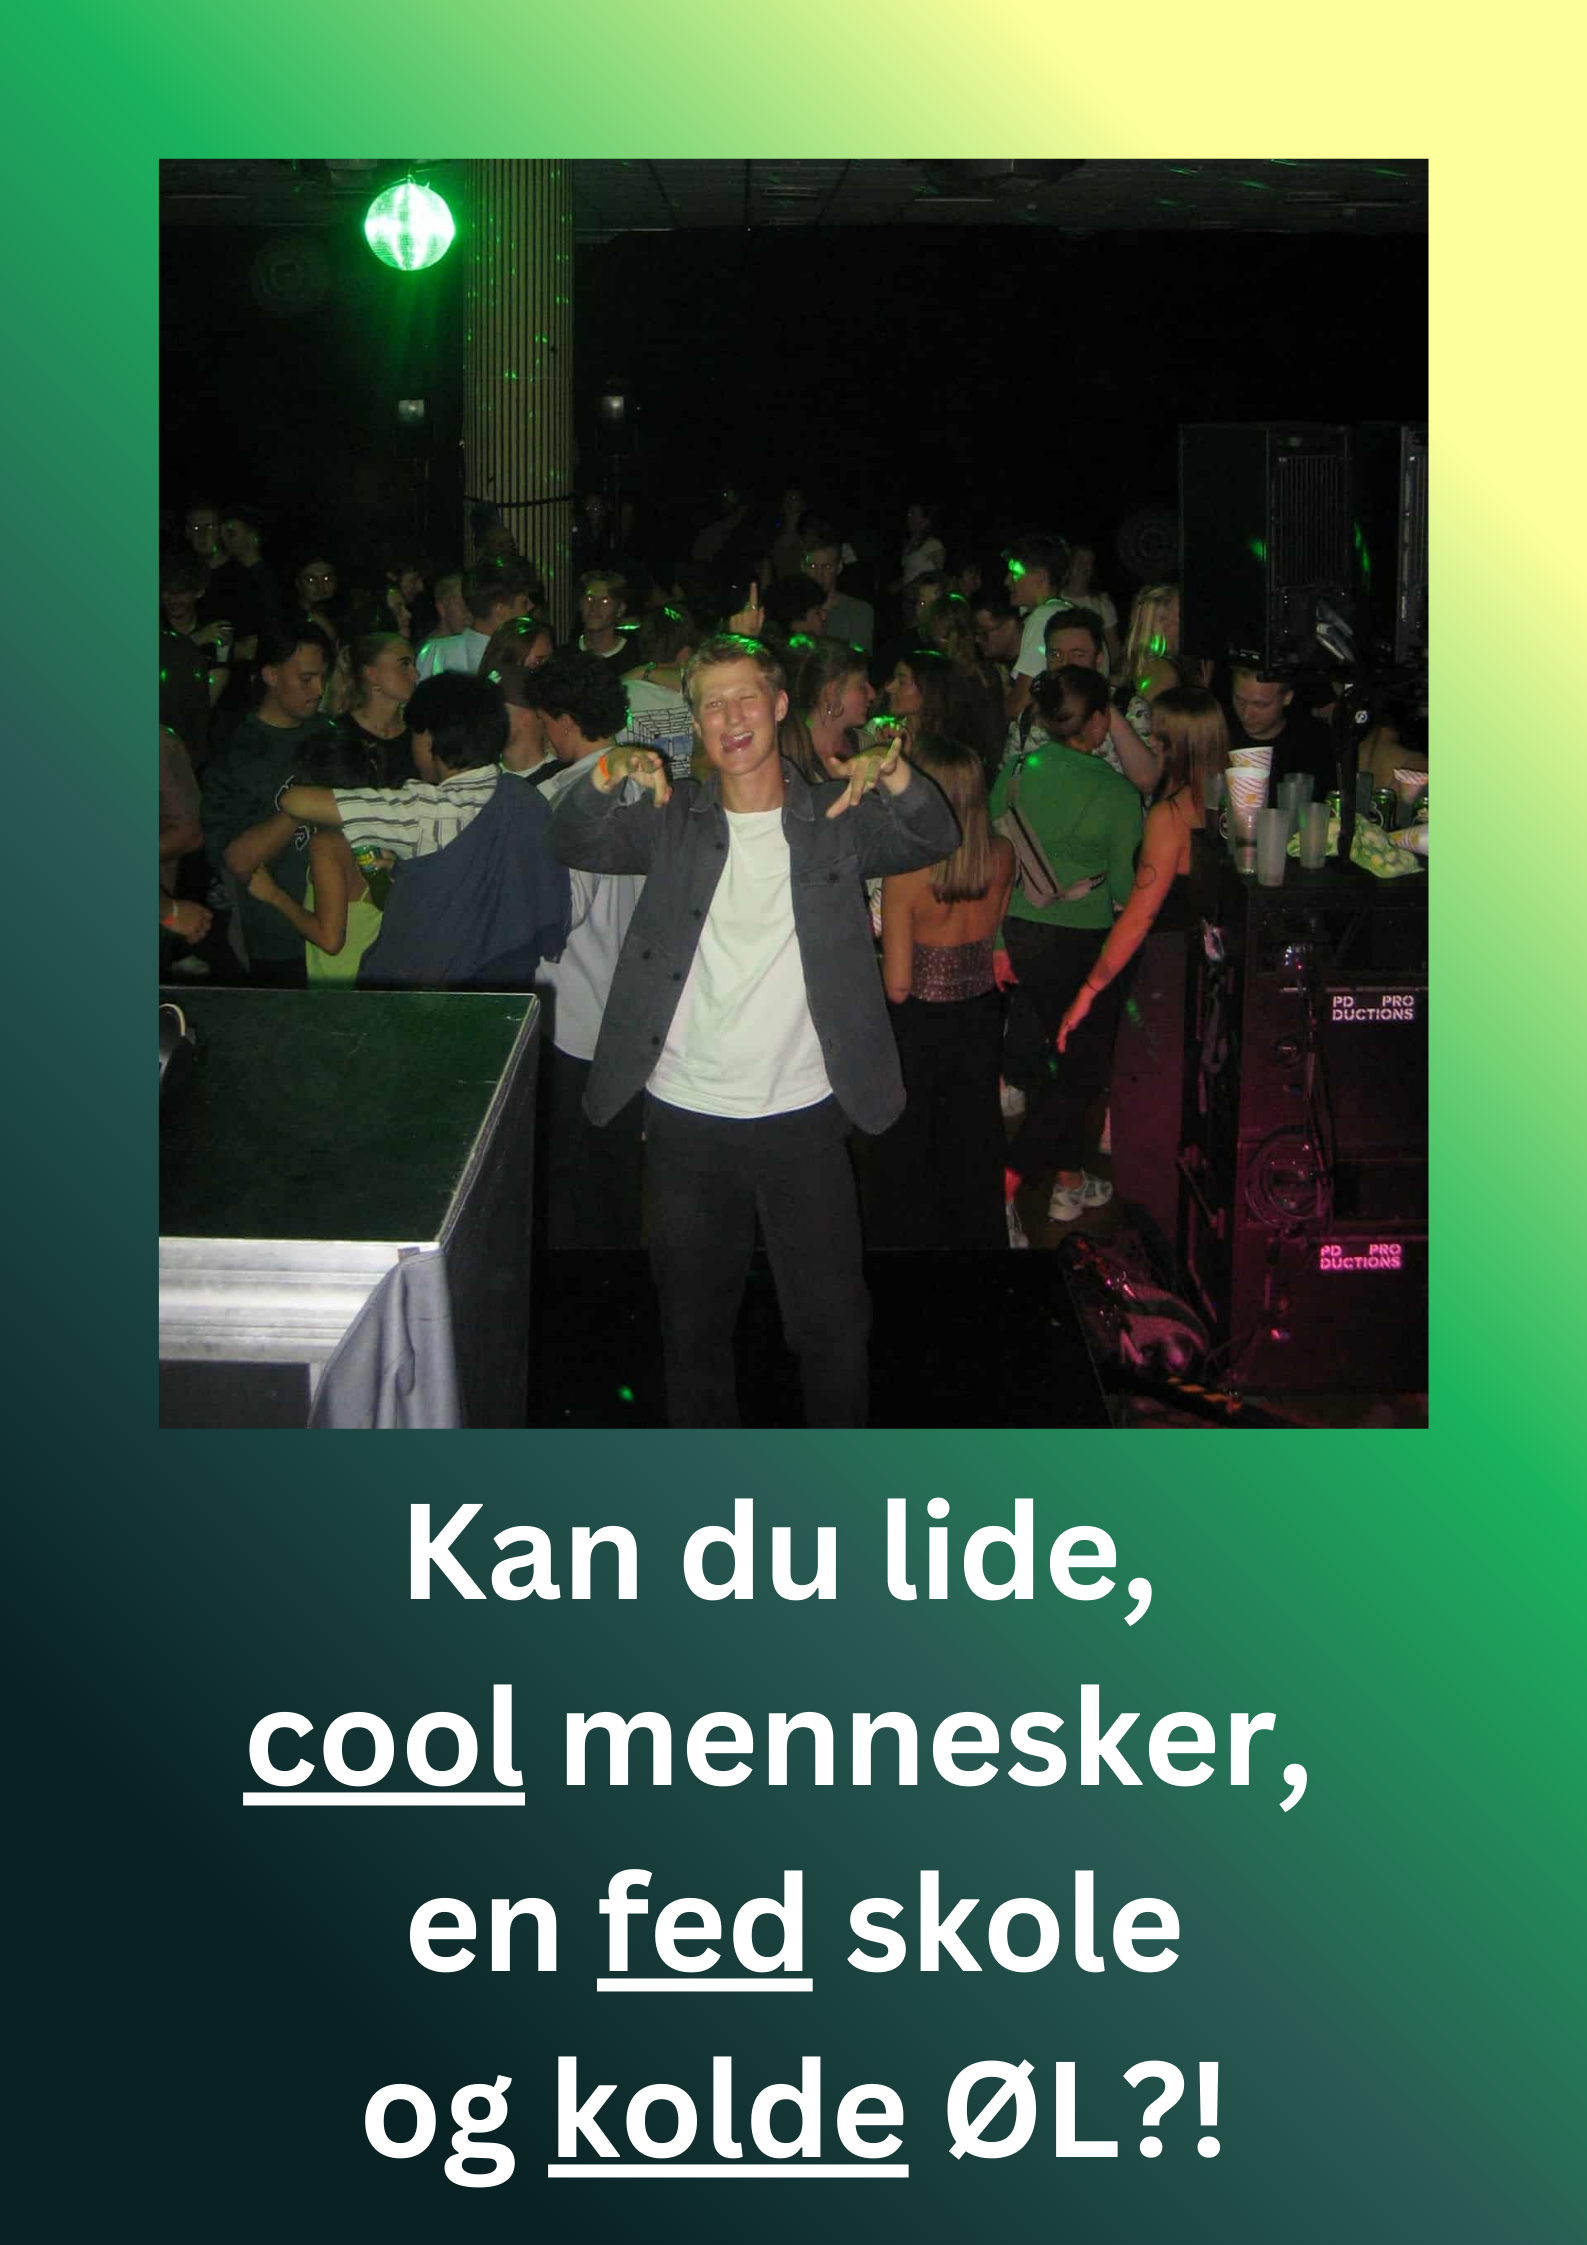 PD PRO
DUCTIONS
PD PRO
DUCTIONS
Kan du lide,
cool mennesker,
en fed skole
og kolde ØL?!